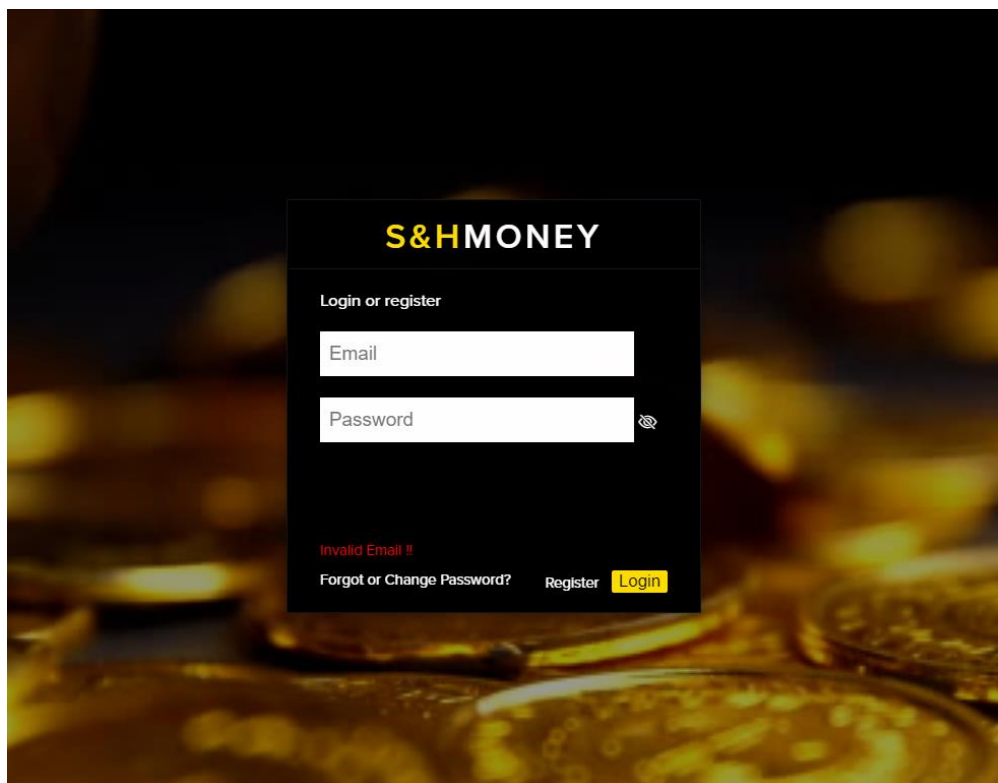 S&HMONEY
Login or register
Email
Password
Invalid Email !!
Forgot or Change Password? Register Login